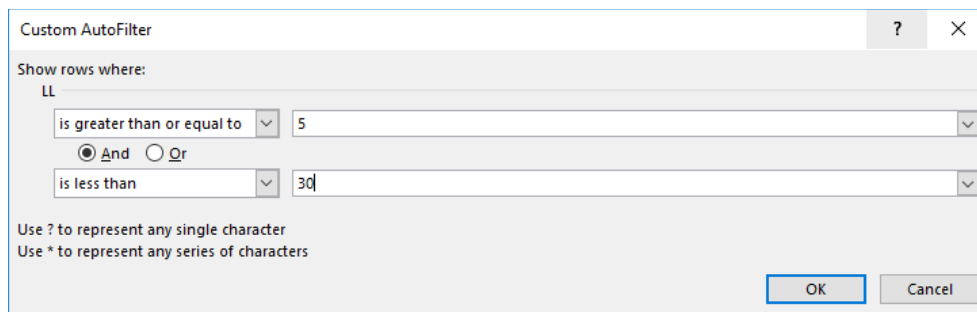 Custom AutoFilter ?
Show rows where:
LL
is greater than or equal to 5
And Or
is less than 30
Use ? to represent any single character
Use * to represent any series of characters
OK Cancel